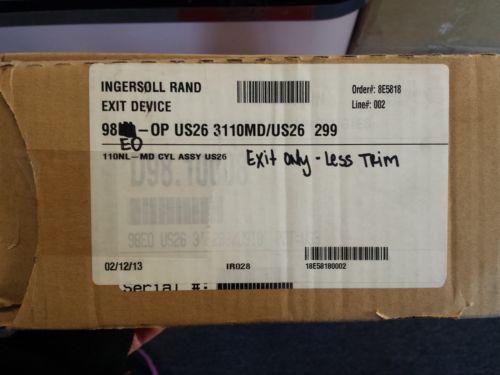 INGERSOLL RAND
EXIT DEVICE
Order#: 8E5818
Line#: 002
98 -OP US26 3110MD/US26 299
EO
110NL-MD CYL ASSY US26
Exit Only - Less Trim
02/12/13
IR028
18E58180002
Serial #: